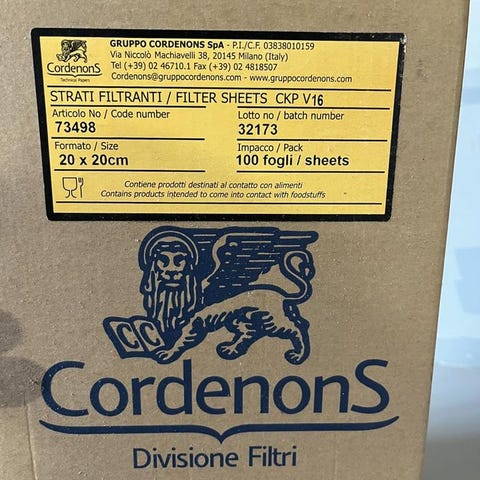 GRUPPO CORDENONS SpA - P.I./C.F. 03838010159
Via Niccolò Machiavelli 38, 20145 Milano (Italy)
Tel (+39) 02 46710.1 Fax (+39) 02 4818507
Cordenons@gruppocordenons.com - www.gruppocordenons.com
CordenonS
Technical Papers
STRATI FILTRANTI / FILTER SHEETS CKP V16
Articolo No / Code number
73498
Lotto no / batch number
32173
Formato / Size
20 x 20cm
Impacco / Pack
100 fogli / sheets
Contiene prodotti destinati al contatto con alimenti
Contains products intended to come into contact with foodstuffs
CC
CordenonS
Divisione Filtri